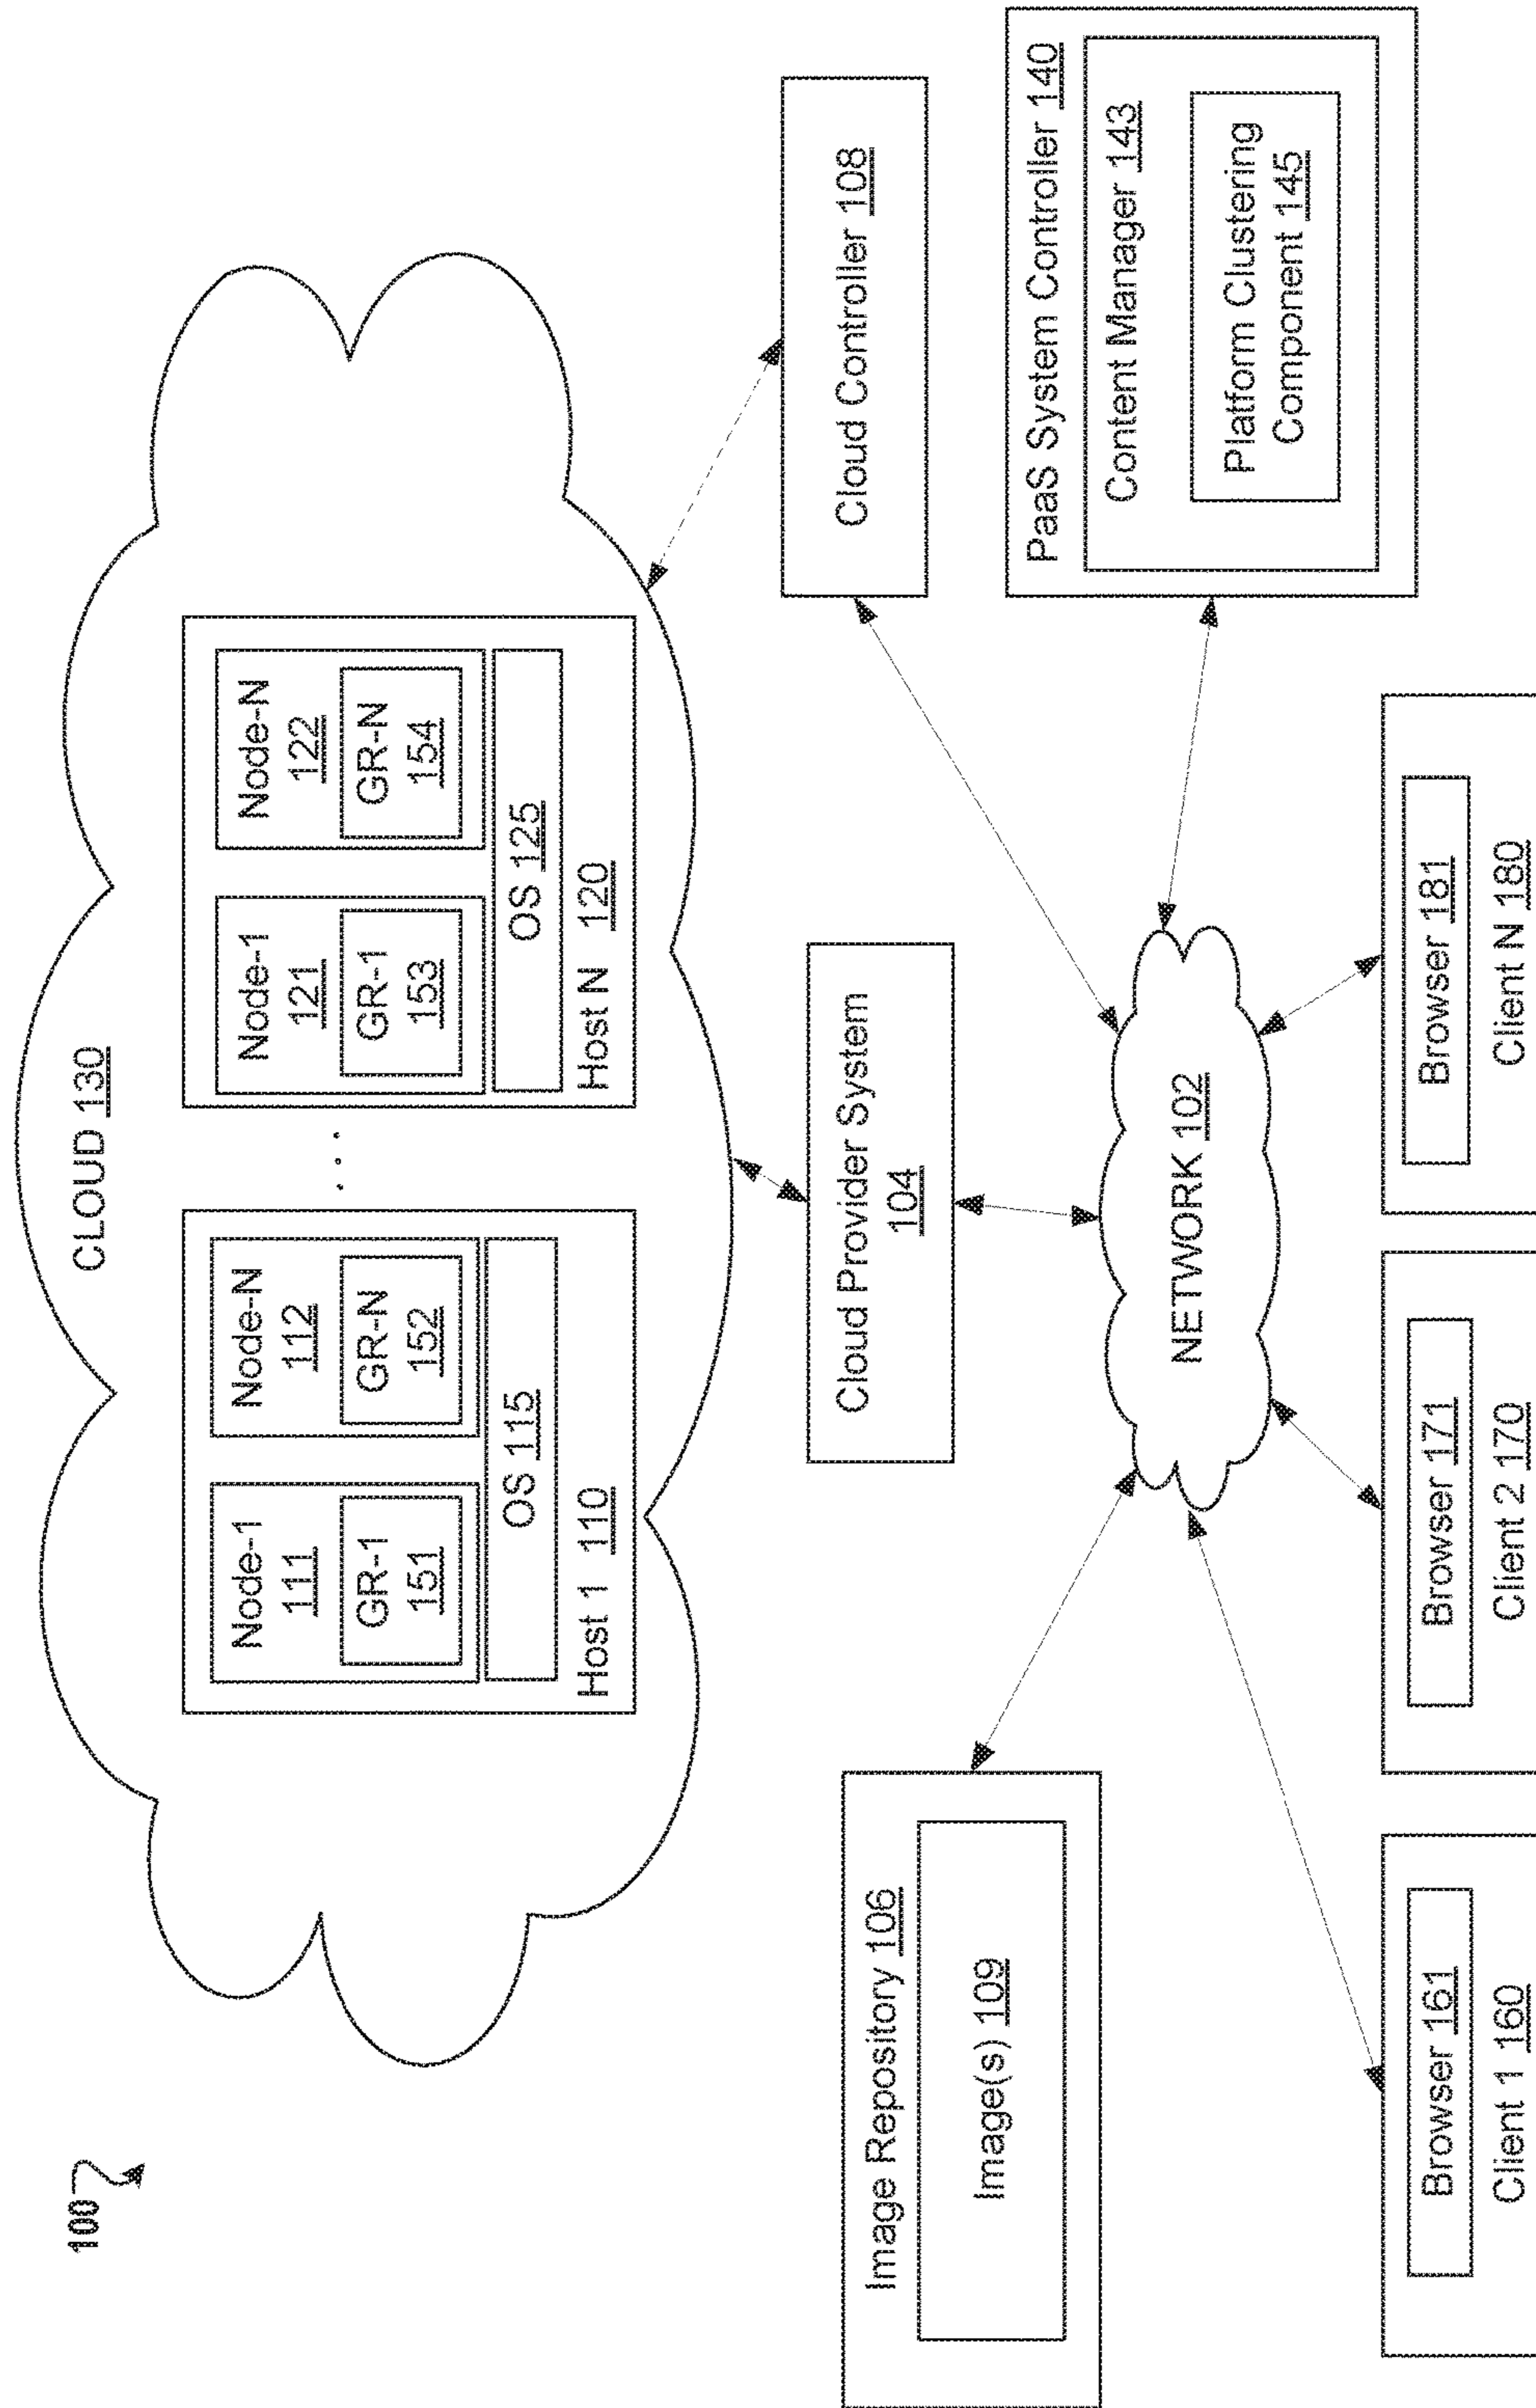 100
CLOUD 130
Node-1
111
GR-1
151
Node-N
112
GR-N
152
OS 115
Host 1 110
. . .
Node-1
121
GR-1
153
Node-N
122
GR-N
154
OS 125
Host N 120
Image Repository 106
Image(s) 109
Cloud Provider System
104
Cloud Controller 108
NETWORK 102
PaaS System Controller 140
Content Manager 143
Platform Clustering
Component 145
Browser 161
Client 1 160
Browser 171
Client 2 170
Browser 181
Client N 180